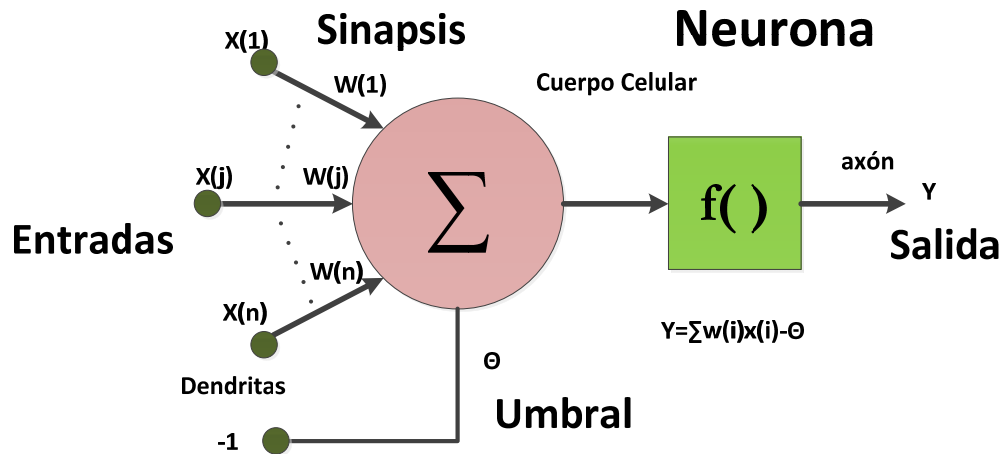 Neurona
Sinapsis
X(1)
W(1)
Cuerpo Celular
X(j)
W(j)
∑
f( )
axón
Y
Entradas
Salida
W(n)
X(n)
Y=∑w(i)x(i)-Θ
Θ
Dendritas
Umbral
-1